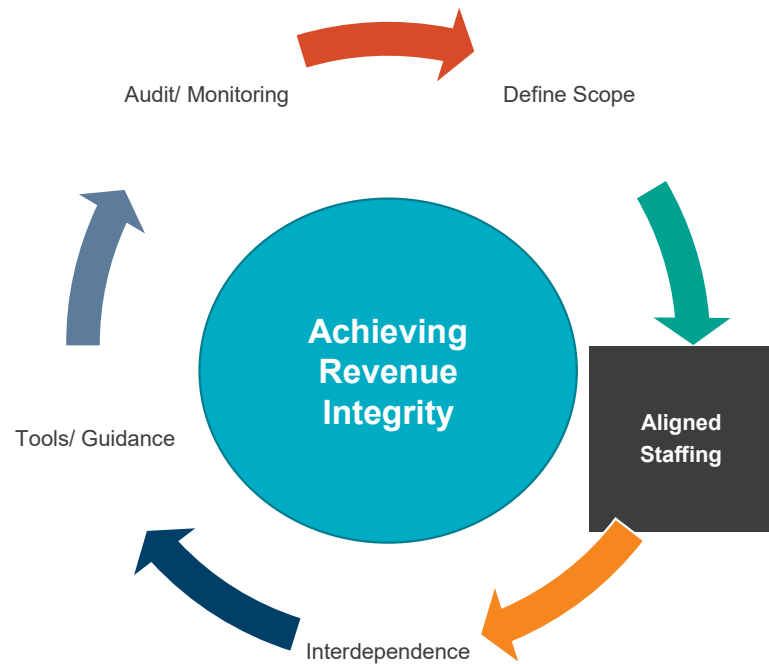 Audit/ Monitoring
Define Scope
Achieving
Revenue
Integrity
Aligned
Staffing
Tools/ Guidance
Interdependence